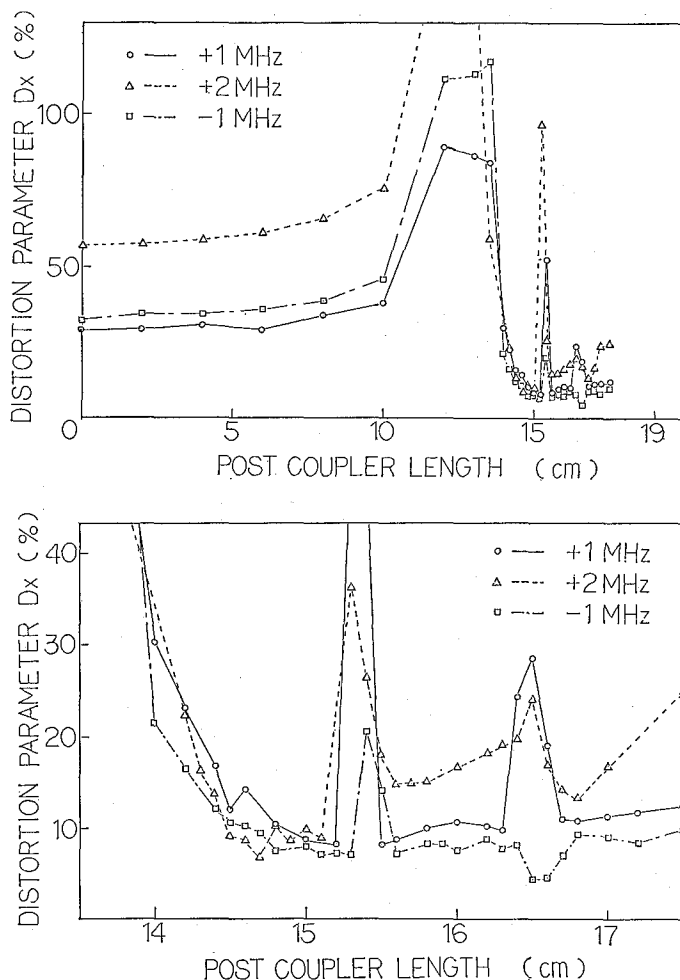 DISTORTION PARAMETER Dx (%)
+1 MHz
+2 MHz
-1 MHz
100
50
0
0
5
10
15
19
POST COUPLER LENGTH (cm)
DISTORTION PARAMETER Dx (%)
+1 MHz
+2 MHz
-1 MHz
40
30
20
10
0
14
15
16
17
POST COUPLER LENGTH (cm)